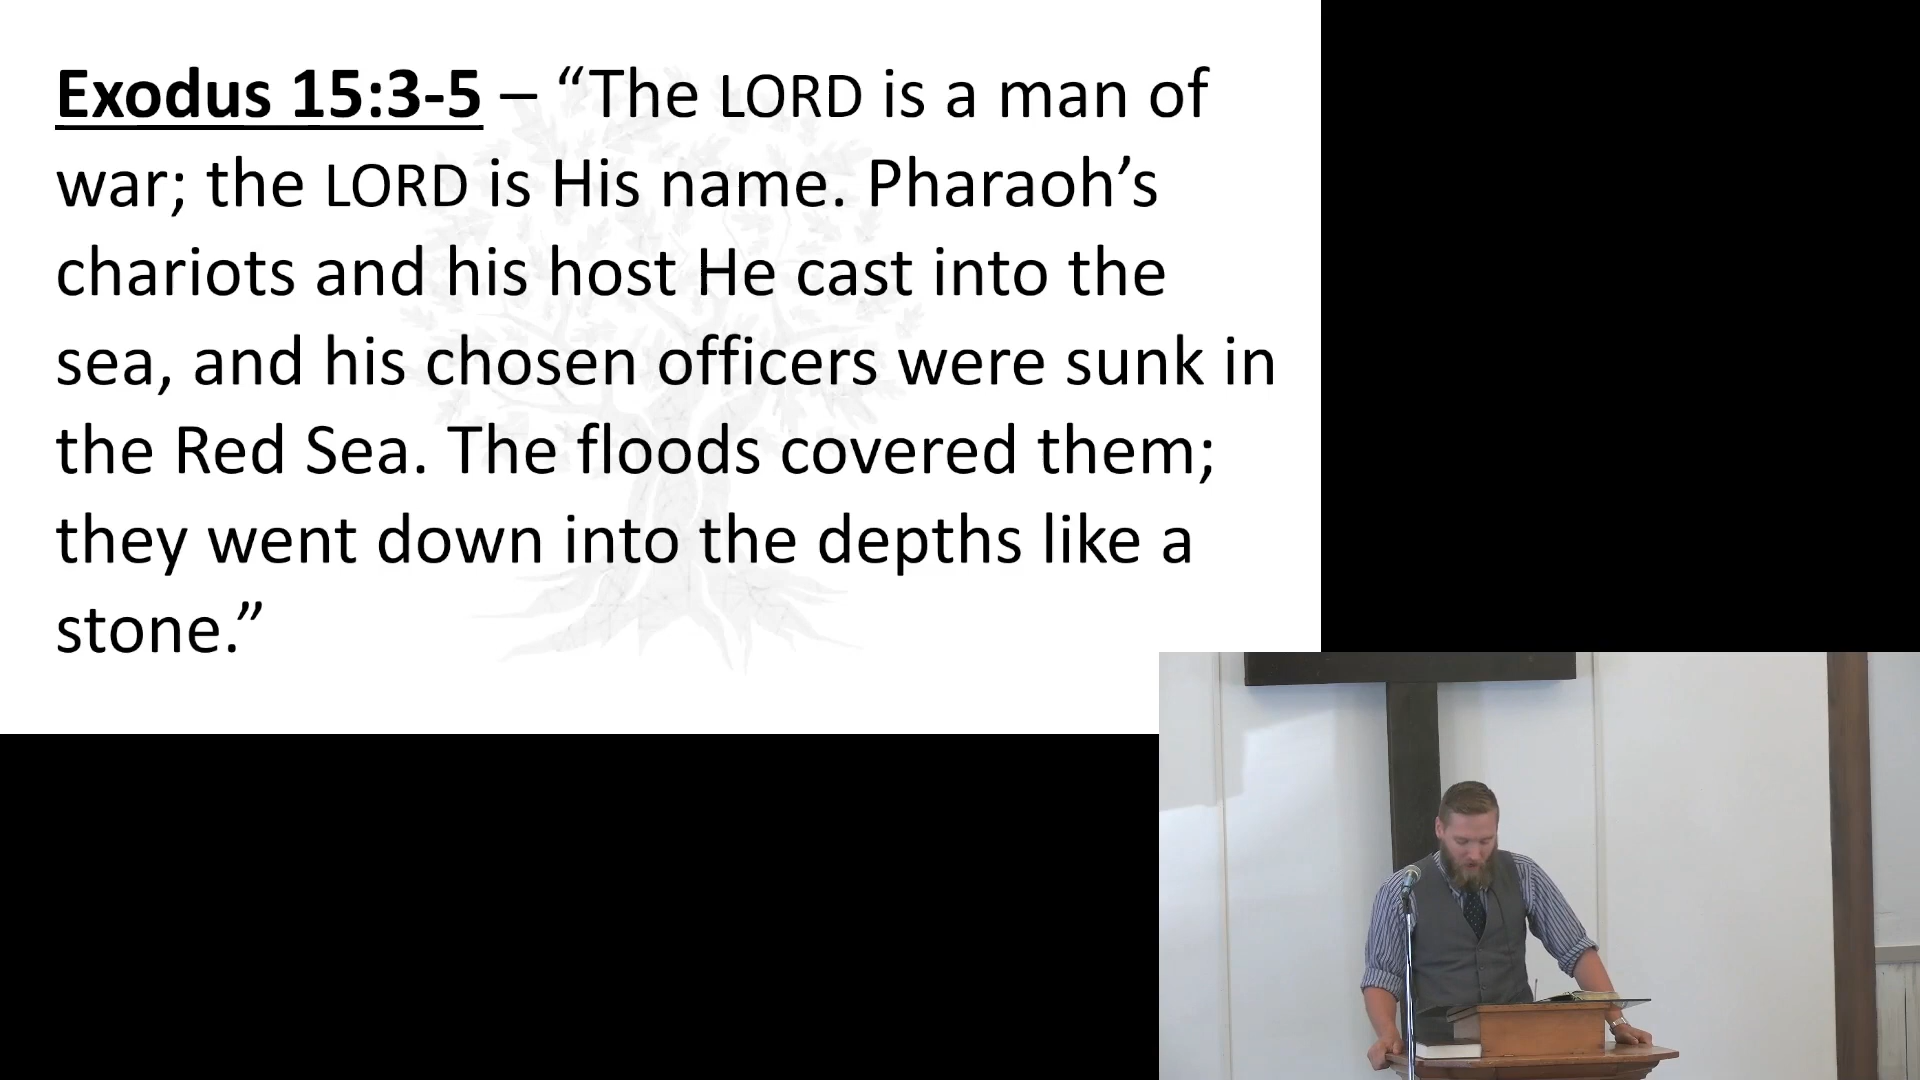 Exodus 15:3-5 – “The LORD is a man of
war; the LORD is His name. Pharaoh’s
chariots and his host He cast into the
sea, and his chosen officers were sunk in
the Red Sea. The floods covered them;
they went down into the depths like a
stone.”